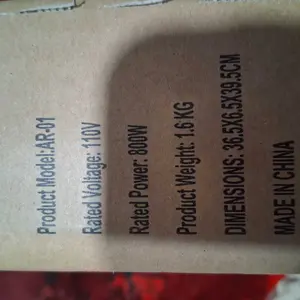 Product Model:AR-01
Rated Voltage: 110V
Rated Power: 800W
Product Weight: 1.6 KG
DIMENSIONS: 36.5X6.5X39.5CM
MADE IN CHINA